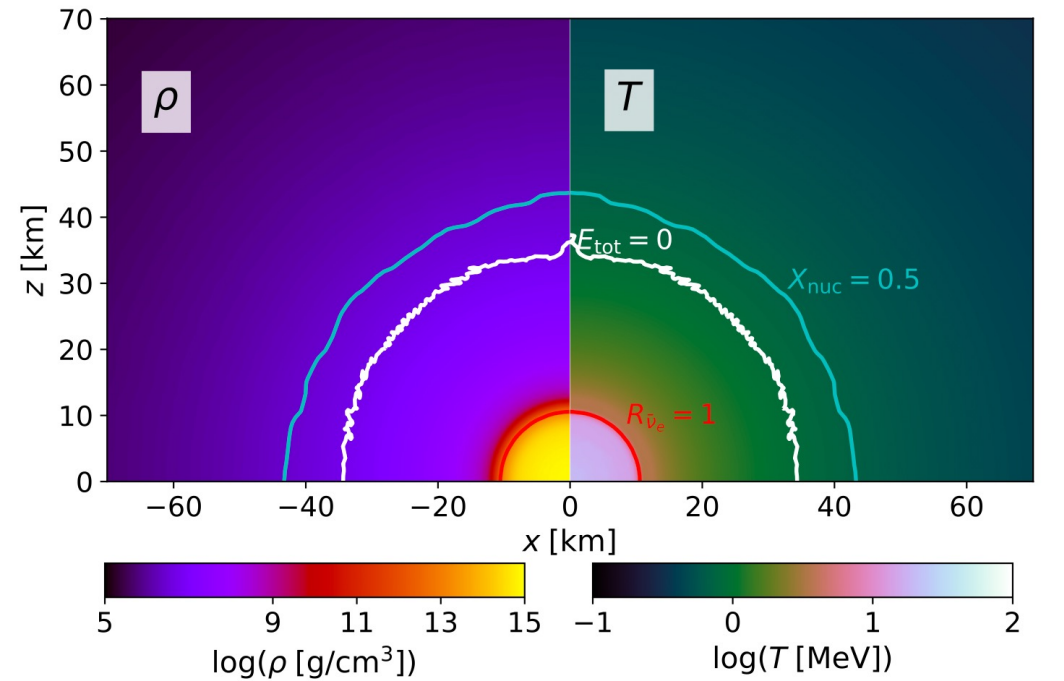 70
60
50
40
30
20
10
0
z [km]
ρ
T
E_tot = 0
X_nuc = 0.5
R_ν̄_e = 1
−60 −40 −20 0 20 40 60
x [km]
5 9 11 13 15
log(ρ [g/cm³])
−1 0 1 2
log(T [MeV])